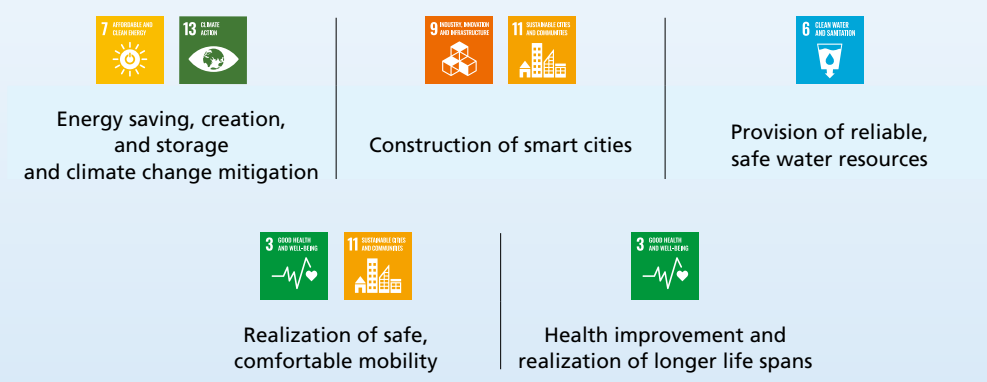 7 AFFORDABLE AND
CLEAN ENERGY
13 CLIMATE
ACTION
Energy saving, creation,
and storage
and climate change mitigation
9 INDUSTRY, INNOVATION
AND INFRASTRUCTURE
11 SUSTAINABLE CITIES
AND COMMUNITIES
Construction of smart cities
6 CLEAN WATER
AND SANITATION
Provision of reliable,
safe water resources
3 GOOD HEALTH
AND WELL-BEING
11 SUSTAINABLE CITIES
AND COMMUNITIES
Realization of safe,
comfortable mobility
3 GOOD HEALTH
AND WELL-BEING
Health improvement and
realization of longer life spans